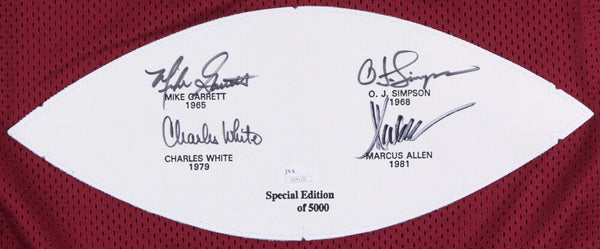 Mike Garrett
MIKE GARRETT
1965
O J Simpson
O. J. SIMPSON
1968
Charles White
CHARLES WHITE
1979
MARCUS ALLEN
1981
JSA
Special Edition
of 5000